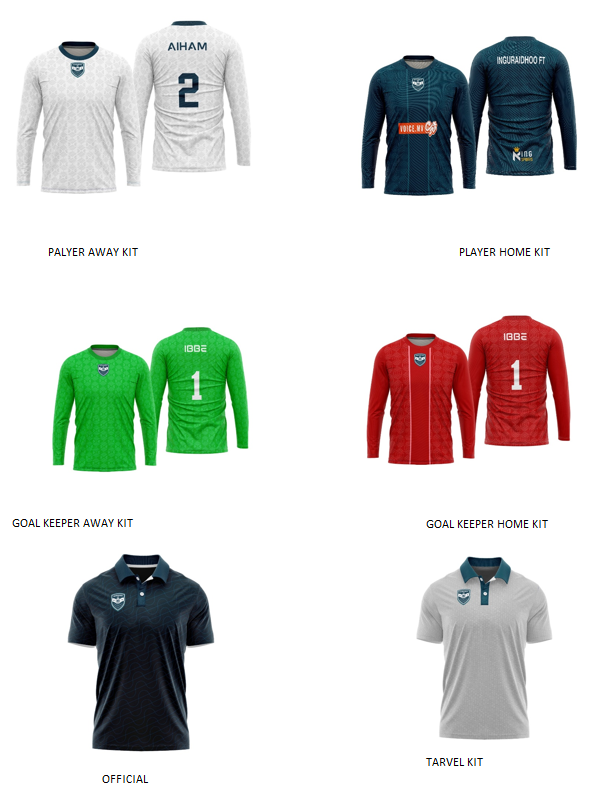 AIHAM
2
INGURAIDHOO FT
VOICE.MV
KING
SPORTS
PALYER AWAY KIT
PLAYER HOME KIT
IBBE
1
IBBE
1
GOAL KEEPER AWAY KIT
GOAL KEEPER HOME KIT
TARVEL KIT
OFFICIAL